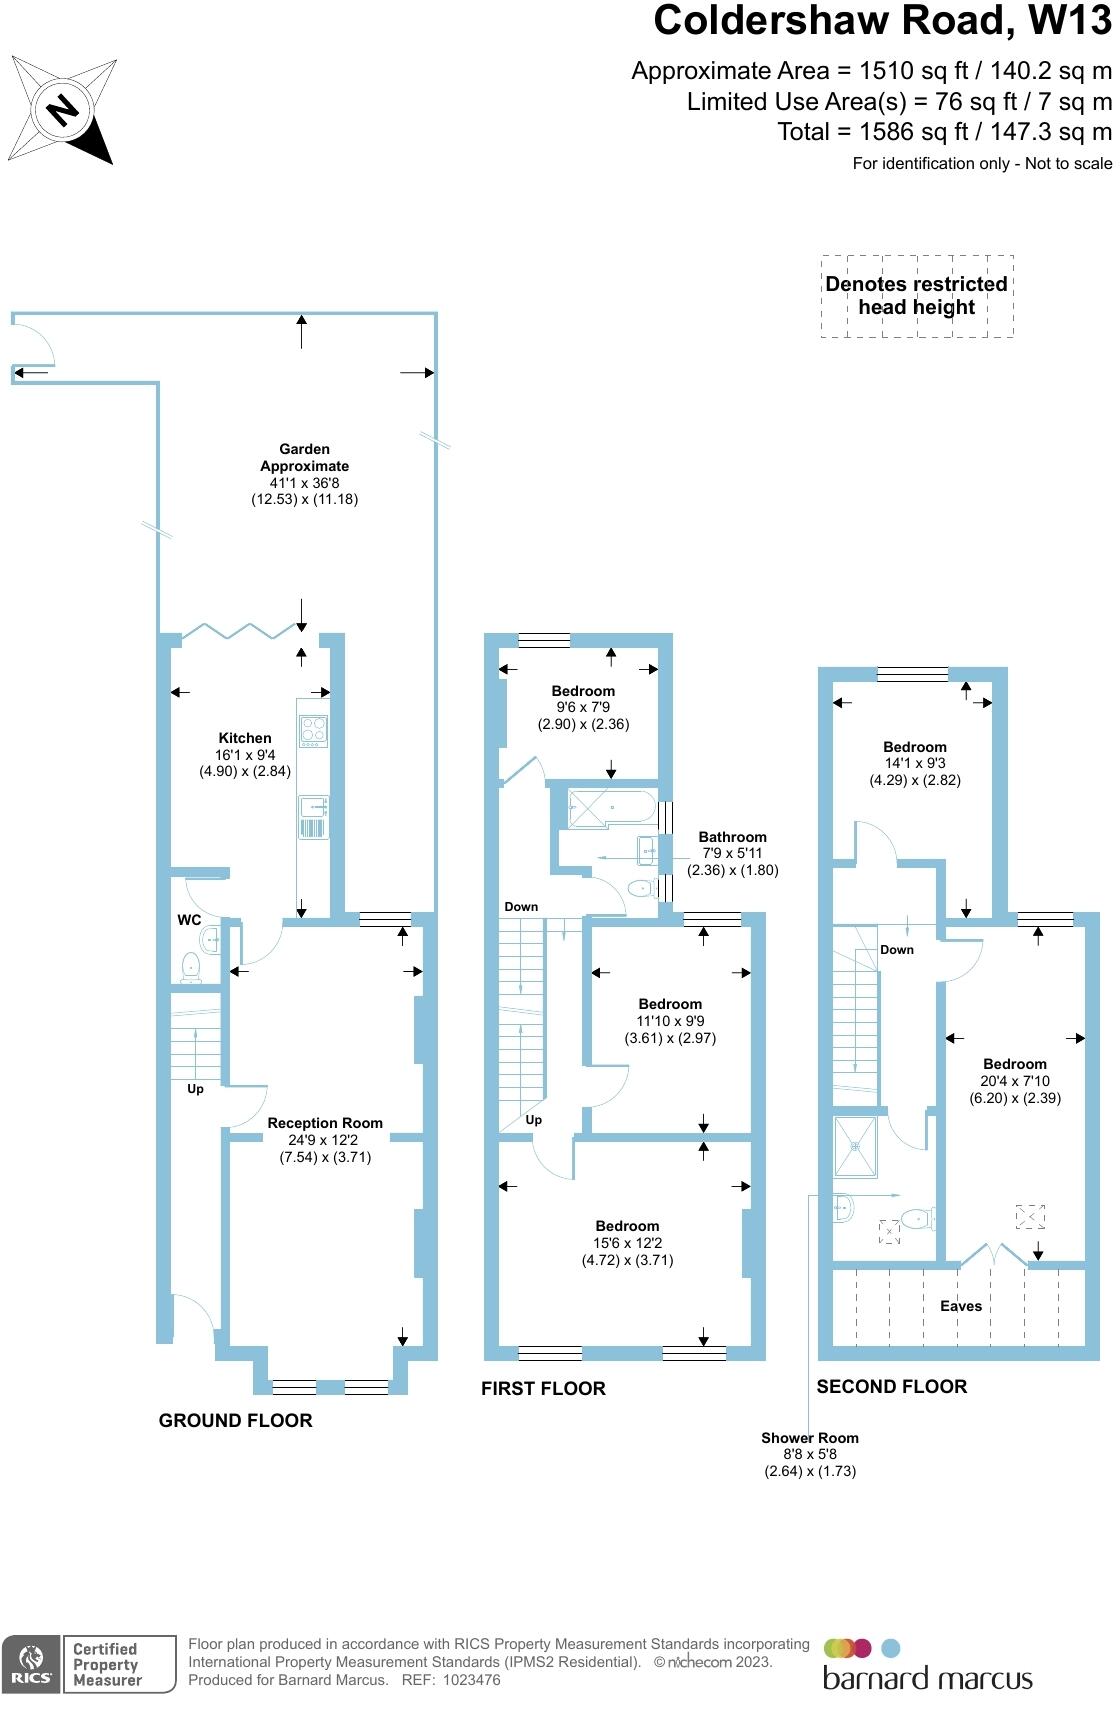 Coldershaw Road, W13
Approximate Area = 1510 sq ft / 140.2 sq m
Limited Use Area(s) = 76 sq ft / 7 sq m
Total = 1586 sq ft / 147.3 sq m
For identification only - Not to scale
N
Denotes restricted
head height
Garden
Approximate
41'1 x 36'8
(12.53) x (11.18)
Kitchen
16'1 x 9'4
(4.90) x (2.84)
WC
Up
Reception Room
24'9 x 12'2
(7.54) x (3.71)
GROUND FLOOR
Bedroom
9'6 x 7'9
(2.90) x (2.36)
Bathroom
7'9 x 5'11
(2.36) x (1.80)
Down
Bedroom
11'10 x 9'9
(3.61) x (2.97)
Up
Bedroom
15'6 x 12'2
(4.72) x (3.71)
FIRST FLOOR
Bedroom
14'1 x 9'3
(4.29) x (2.82)
Down
Bedroom
20'4 x 7'10
(6.20) x (2.39)
Eaves
SECOND FLOOR
Shower Room
8'8 x 5'8
(2.64) x (1.73)
RICS
Certified
Property
Measurer
Floor plan produced in accordance with RICS Property Measurement Standards incorporating
International Property Measurement Standards (IPMS2 Residential). © nichecom 2023.
Produced for Barnard Marcus. REF: 1023476
barnard marcus